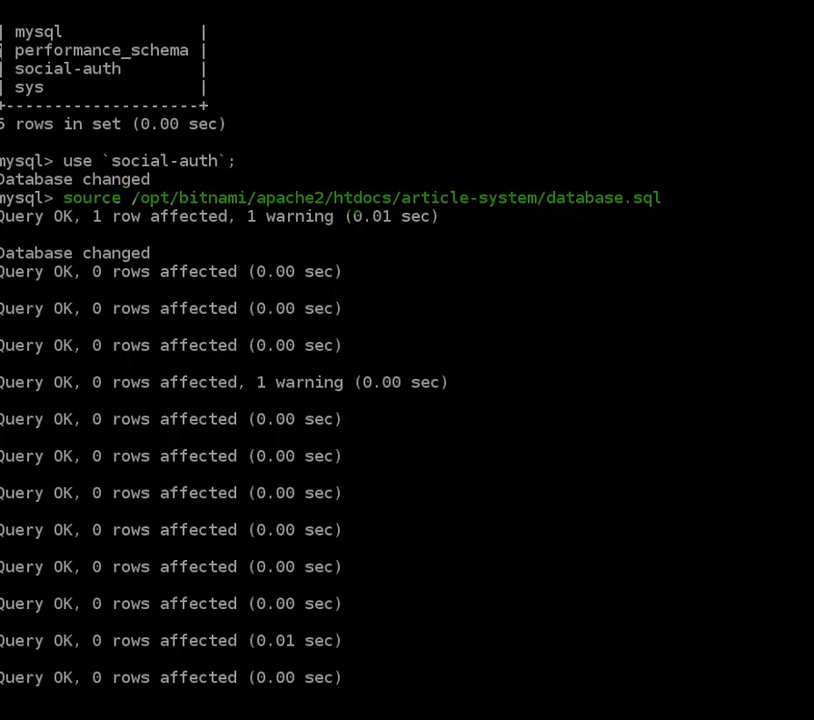 | mysql |
| performance_schema |
| social-auth |
| sys |
+--------------------+
5 rows in set (0.00 sec)
mysql> use `social-auth`;
Database changed
mysql> source /opt/bitnami/apache2/htdocs/article-system/database.sql
Query OK, 1 row affected, 1 warning (0.01 sec)
Database changed
Query OK, 0 rows affected (0.00 sec)
Query OK, 0 rows affected (0.00 sec)
Query OK, 0 rows affected (0.00 sec)
Query OK, 0 rows affected, 1 warning (0.00 sec)
Query OK, 0 rows affected (0.00 sec)
Query OK, 0 rows affected (0.00 sec)
Query OK, 0 rows affected (0.00 sec)
Query OK, 0 rows affected (0.00 sec)
Query OK, 0 rows affected (0.00 sec)
Query OK, 0 rows affected (0.00 sec)
Query OK, 0 rows affected (0.01 sec)
Query OK, 0 rows affected (0.00 sec)